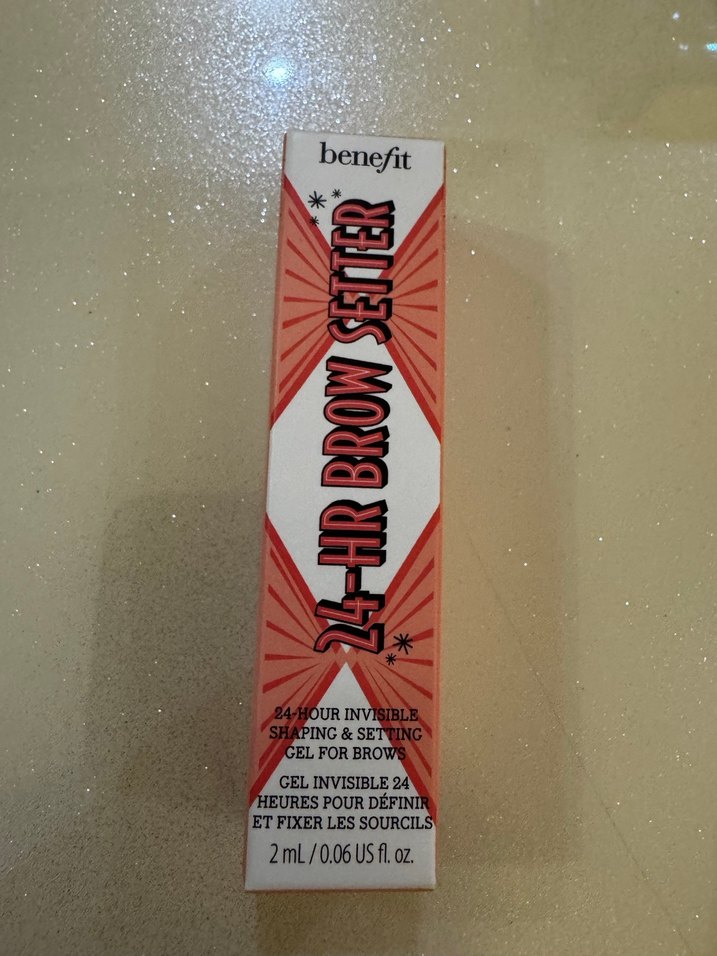 benefit
24-HR BROW SETTER
24-HOUR INVISIBLE
SHAPING & SETTING
GEL FOR BROWS
GEL INVISIBLE 24
HEURES POUR DÉFINIR
ET FIXER LES SOURCILS
2 mL / 0.06 US fl. oz.